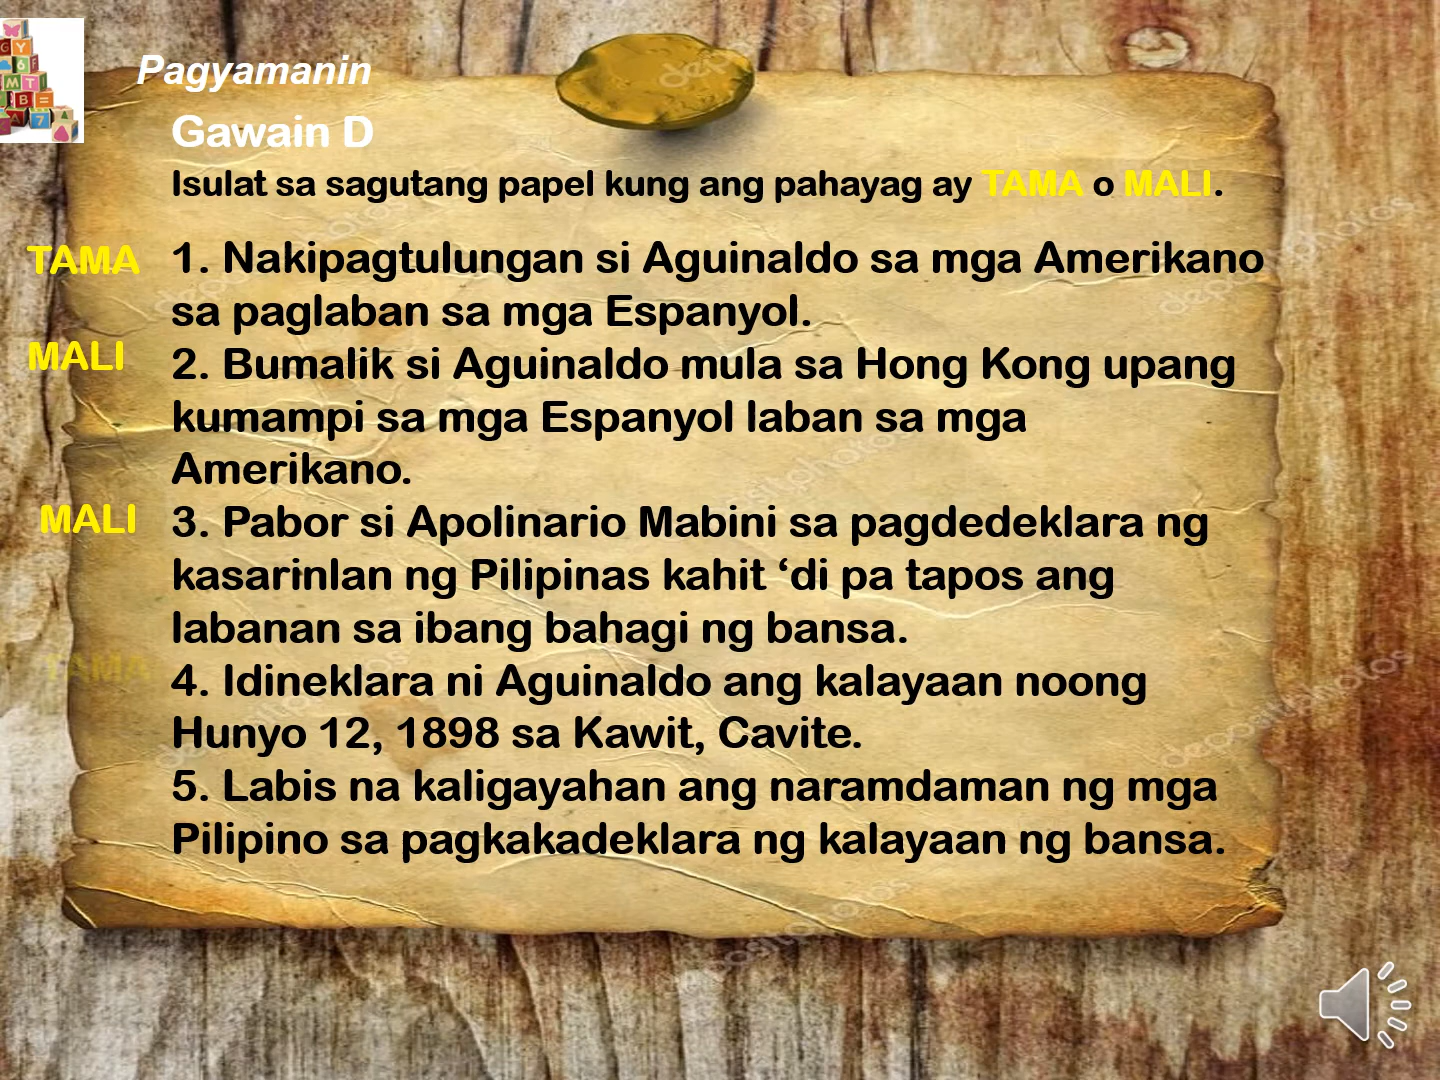 Pagyamanin
Gawain D
Isulat sa sagutang papel kung ang pahayag ay TAMA o MALI.
TAMA
1. Nakipagtulungan si Aguinaldo sa mga Amerikano
sa paglaban sa mga Espanyol.
MALI
2. Bumalik si Aguinaldo mula sa Hong Kong upang
kumampi sa mga Espanyol laban sa mga
Amerikano.
MALI
3. Pabor si Apolinario Mabini sa pagdedeklara ng
kasarinlan ng Pilipinas kahit ‘di pa tapos ang
labanan sa ibang bahagi ng bansa.
TAMA
4. Idineklara ni Aguinaldo ang kalayaan noong
Hunyo 12, 1898 sa Kawit, Cavite.
5. Labis na kaligayahan ang naramdaman ng mga
Pilipino sa pagkakadeklara ng kalayaan ng bansa.
depositphotos
depositphotos